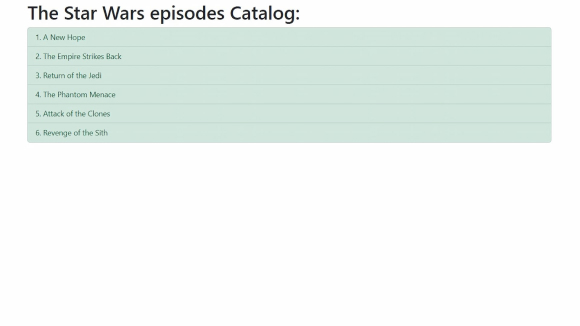 The Star Wars episodes Catalog:
1. A New Hope
2. The Empire Strikes Back
3. Return of the Jedi
4. The Phantom Menace
5. Attack of the Clones
6. Revenge of the Sith